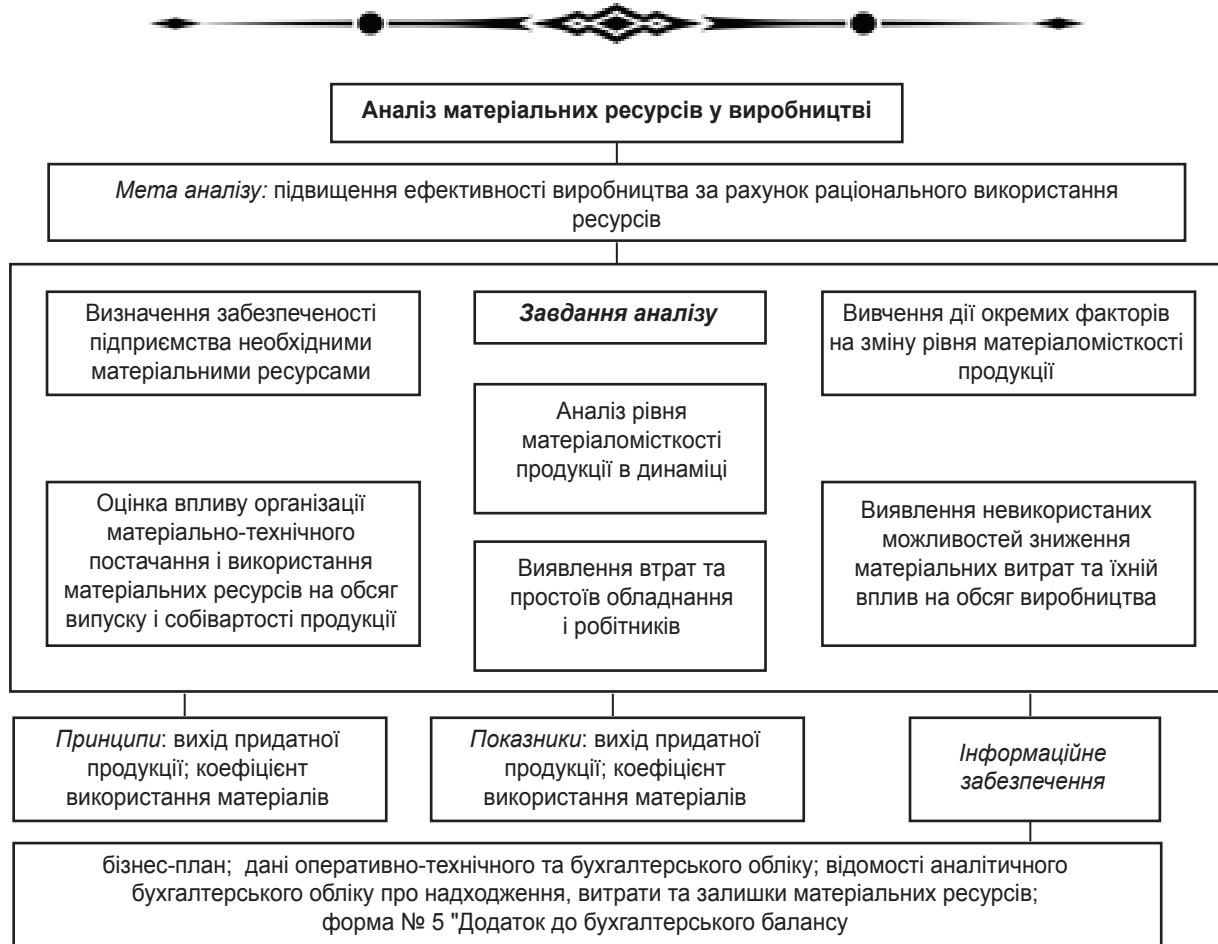 Аналіз матеріальних ресурсів у виробництві
Мета аналізу: підвищення ефективності виробництва за рахунок раціонального використання
ресурсів
Визначення забезпеченості
підприємства необхідними
матеріальними ресурсами
Завдання аналізу
Вивчення дії окремих факторів
на зміну рівня матеріаломісткості
продукції
Аналіз рівня
матеріаломісткості
продукції в динаміці
Оцінка впливу організації
матеріально-технічного
постачання і використання
матеріальних ресурсів на обсяг
випуску і собівартості продукції
Виявлення втрат та
простоїв обладнання
і робітників
Виявлення невикористаних
можливостей зниження
матеріальних витрат та їхній
вплив на обсяг виробництва
Принципи: вихід придатної
продукції; коефіцієнт
використання матеріалів
Показники: вихід придатної
продукції; коефіцієнт
використання матеріалів
Інформаційне
забезпечення
бізнес-план; дані оперативно-технічного та бухгалтерського обліку; відомості аналітичного
бухгалтерського обліку про надходження, витрати та залишки матеріальних ресурсів;
форма № 5 "Додаток до бухгалтерського балансу